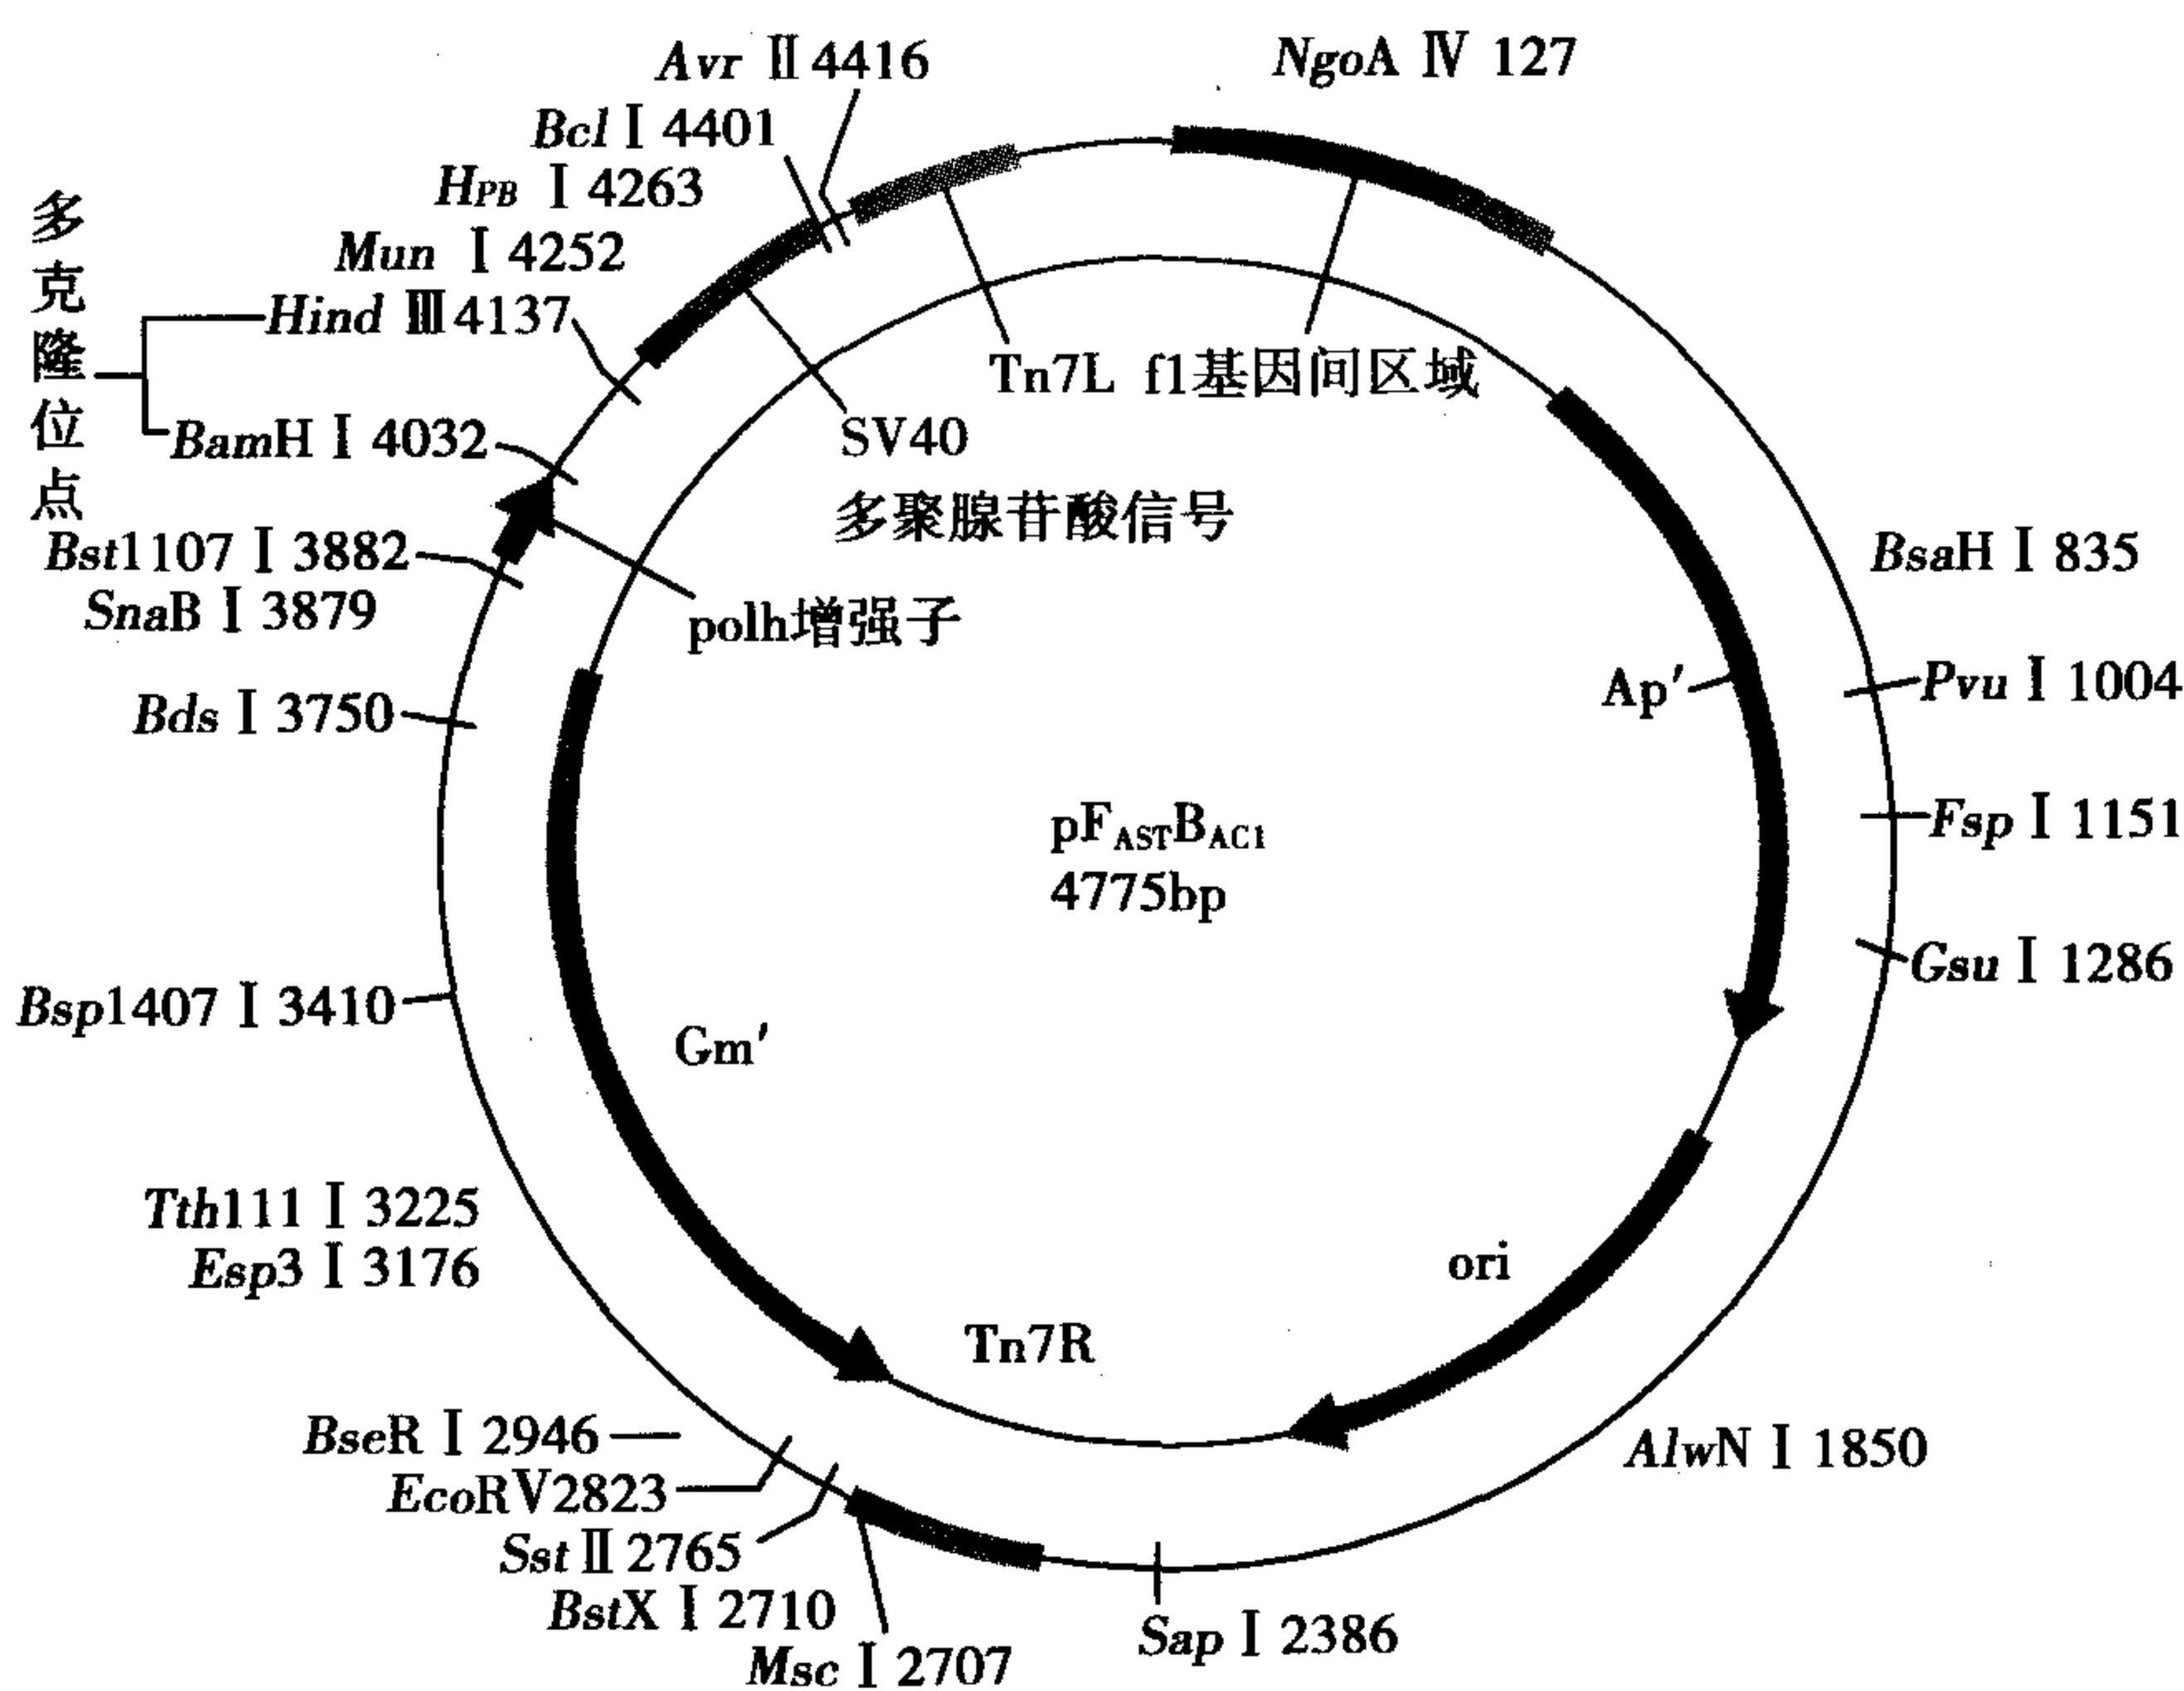 Avr Ⅱ 4416
NgoA Ⅳ 127
Bcl Ⅰ 4401
HPB Ⅰ 4263
Mun Ⅰ 4252
Hind Ⅲ 4137
多克隆位点
BamH Ⅰ 4032
Bst1107 Ⅰ 3882
SnaB Ⅰ 3879
Bds Ⅰ 3750
Bsp1407 Ⅰ 3410
Tth111 Ⅰ 3225
Esp3 Ⅰ 3176
BseR Ⅰ 2946
EcoRV2823
Sst Ⅱ 2765
BstX Ⅰ 2710
Msc Ⅰ 2707
Sap Ⅰ 2386
AlwN Ⅰ 1850
Gsu Ⅰ 1286
Fsp Ⅰ 1151
Pvu Ⅰ 1004
BsaH Ⅰ 835
Tn7L
f1基因间区域
SV40
多聚腺苷酸信号
polh增强子
Ap′
pFASTBAC1
4775bp
Gm′
ori
Tn7R